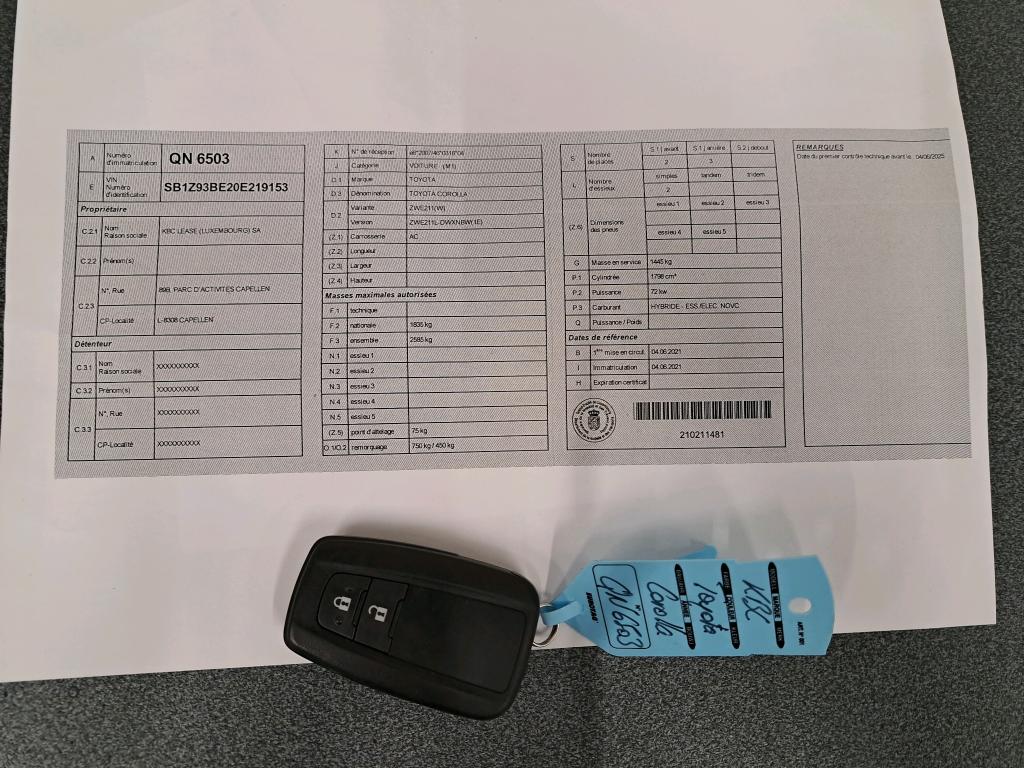 A Numéro d'immatriculation QN 6503
E VIN Numéro d'identification SB1Z93BE20E219153
Propriétaire
C.2.1 Nom Raison sociale KBC LEASE (LUXEMBOURG) SA
C.2.2 Prénom(s)
C.2.3 N°, Rue 89B, PARC D'ACTIVITES CAPELLEN
CP-Localité L-8308 CAPELLEN
Détenteur
C.3.1 Nom Raison sociale XXXXXXXXXX
C.3.2 Prénom(s) XXXXXXXXXX
C.3.3 N°, Rue XXXXXXXXXX
CP-Localité XXXXXXXXXX
K N° de réception
J Catégorie VOITURE (M1)
D.1 Marque TOYOTA
D.3 Dénomination TOYOTA COROLLA
D.2 Variante ZWE211(W)
Version ZWE211L-DWXNBW(1E)
(Z.1) Carrosserie AC
(Z.2) Longueur
(Z.3) Largeur
(Z.4) Hauteur
Masses maximales autorisées
F.1 technique
F.2 nationale 1835 kg
F.3 ensemble 2585 kg
N.1 essieu 1
N.2 essieu 2
N.3 essieu 3
N.4 essieu 4
N.5 essieu 5
(Z.5) point d'attelage 75 kg
O.1/O.2 remorquage 750 kg / 450 kg
S Nombre de places S.1 | avant S.1 | arrière S.2 | debout
2 3
L Nombre d'essieux simples tandem tridem
2
(Z.6) Dimensions des pneus essieu 1 essieu 2 essieu 3
essieu 4 essieu 5
G Masse en service 1445 kg
P.1 Cylindrée 1798 cm³
P.2 Puissance 72 kw
P.3 Carburant HYBRIDE - ESS./ELEC. NOVC
Q Puissance / Poids
Dates de référence
B 1ère mise en circul. 04.06.2021
I Immatriculation 04.06.2021
H Expiration certificat
210211481
REMARQUES
Date du premier contrôle technique avant le : 04/06/2025
KBC
Toyota
Corolla
QN6503